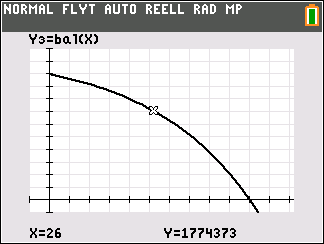 NORMAL FLYT AUTO REELL RAD MP
Y₃=bal(X)
X=26 Y=1774373